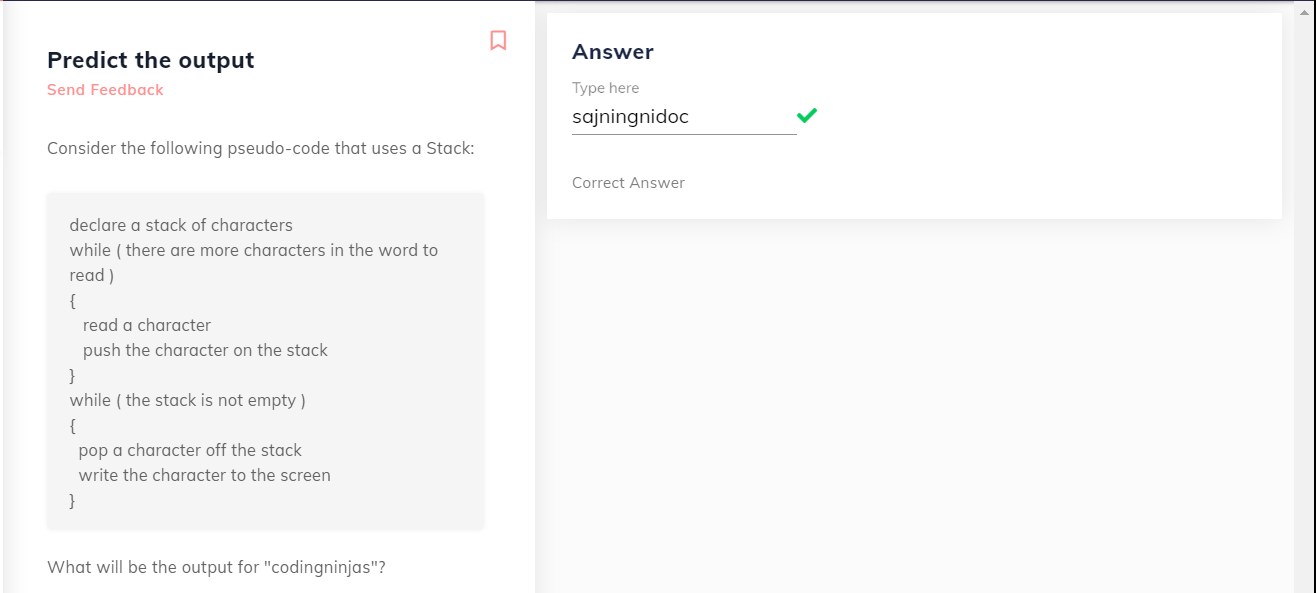 Predict the output
Send Feedback
Consider the following pseudo-code that uses a Stack:
declare a stack of characters
while ( there are more characters in the word to
read )
{
read a character
push the character on the stack
}
while ( the stack is not empty )
{
pop a character off the stack
write the character to the screen
}
What will be the output for "codingninjas"?
Answer
Type here
sajningnidoc
Correct Answer